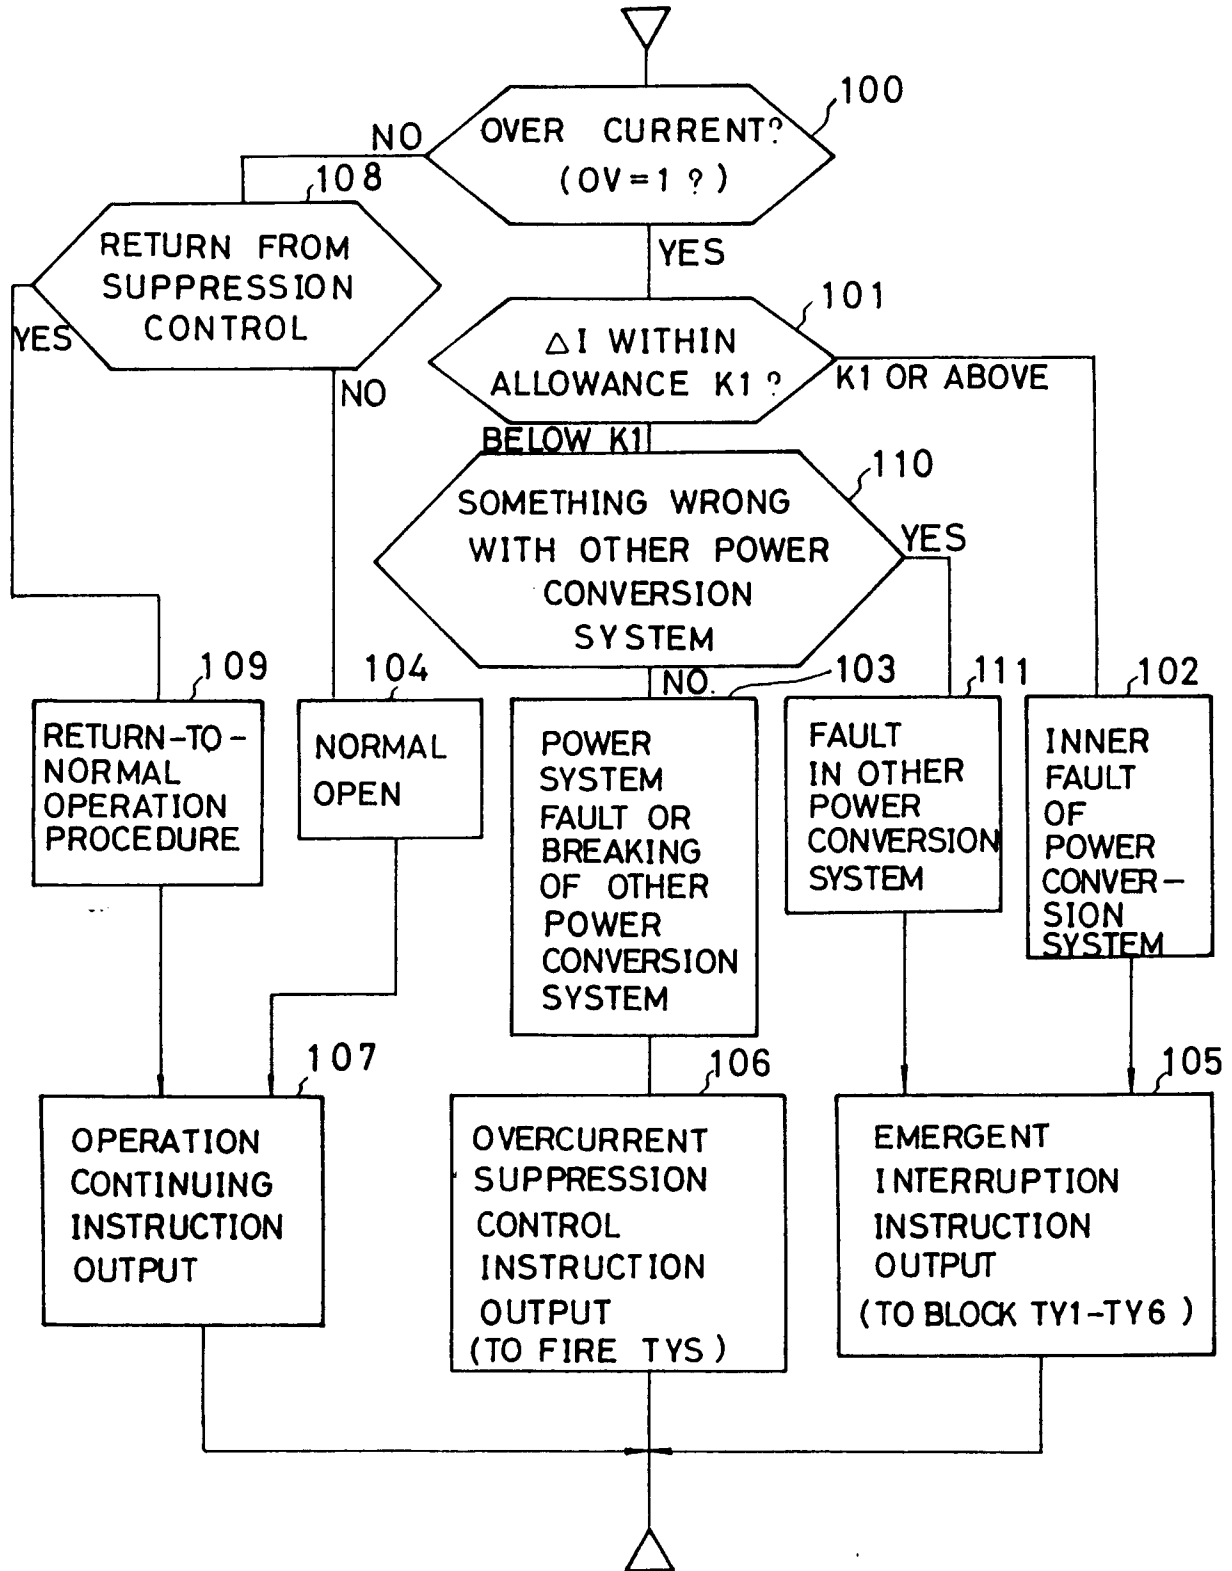 100
OVER CURRENT?
(OV=1 ?)
NO
YES
108
RETURN FROM
SUPPRESSION
CONTROL
YES
NO
101
△I WITHIN
ALLOWANCE K1 ?
K1 OR ABOVE
BELOW K1
110
SOMETHING WRONG
WITH OTHER POWER
CONVERSION
SYSTEM
YES
NO.
109
RETURN-TO-
NORMAL
OPERATION
PROCEDURE
104
NORMAL
OPEN
103
POWER
SYSTEM
FAULT OR
BREAKING
OF OTHER
POWER
CONVERSION
SYSTEM
111
FAULT
IN OTHER
POWER
CONVERSION
SYSTEM
102
INNER
FAULT
OF
POWER
CONVER-
SION
SYSTEM
107
OPERATION
CONTINUING
INSTRUCTION
OUTPUT
106
OVERCURRENT
SUPPRESSION
CONTROL
INSTRUCTION
OUTPUT
(TO FIRE TYS)
105
EMERGENT
INTERRUPTION
INSTRUCTION
OUTPUT
(TO BLOCK TY1-TY6)